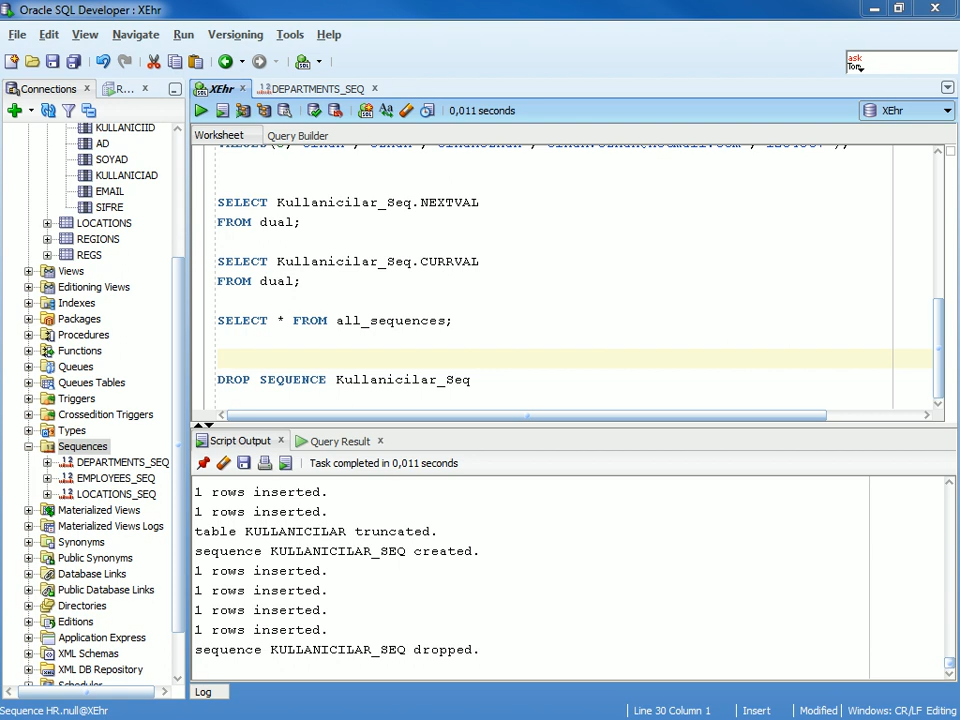 Oracle SQL Developer : XEhr
File Edit View Navigate Run Versioning Tools Help
ask
Tom
Connections
R...
XEhr
DEPARTMENTS_SEQ
0,011 seconds
XEhr
Worksheet
Query Builder
KULLANICIID
AD
SOYAD
KULLANICIAD
EMAIL
SIFRE
LOCATIONS
REGIONS
REGS
Views
Editioning Views
Indexes
Packages
Procedures
Functions
Queues
Queues Tables
Triggers
Crossedition Triggers
Types
Sequences
DEPARTMENTS_SEQ
EMPLOYEES_SEQ
LOCATIONS_SEQ
Materialized Views
Materialized Views Logs
Synonyms
Public Synonyms
Database Links
Public Database Links
Directories
Editions
Application Express
XML Schemas
XML DB Repository
Scheduler
SELECT Kullanicilar_Seq.NEXTVAL
FROM dual;
SELECT Kullanicilar_Seq.CURRVAL
FROM dual;
SELECT * FROM all_sequences;
DROP SEQUENCE Kullanicilar_Seq
Script Output
Query Result
Task completed in 0,011 seconds
1 rows inserted.
1 rows inserted.
table KULLANICILAR truncated.
sequence KULLANICILAR_SEQ created.
1 rows inserted.
1 rows inserted.
1 rows inserted.
1 rows inserted.
sequence KULLANICILAR_SEQ dropped.
Log
Sequence HR.null@XEhr
Line 30 Column 1
Insert
Modified
Windows: CR/LF Editing